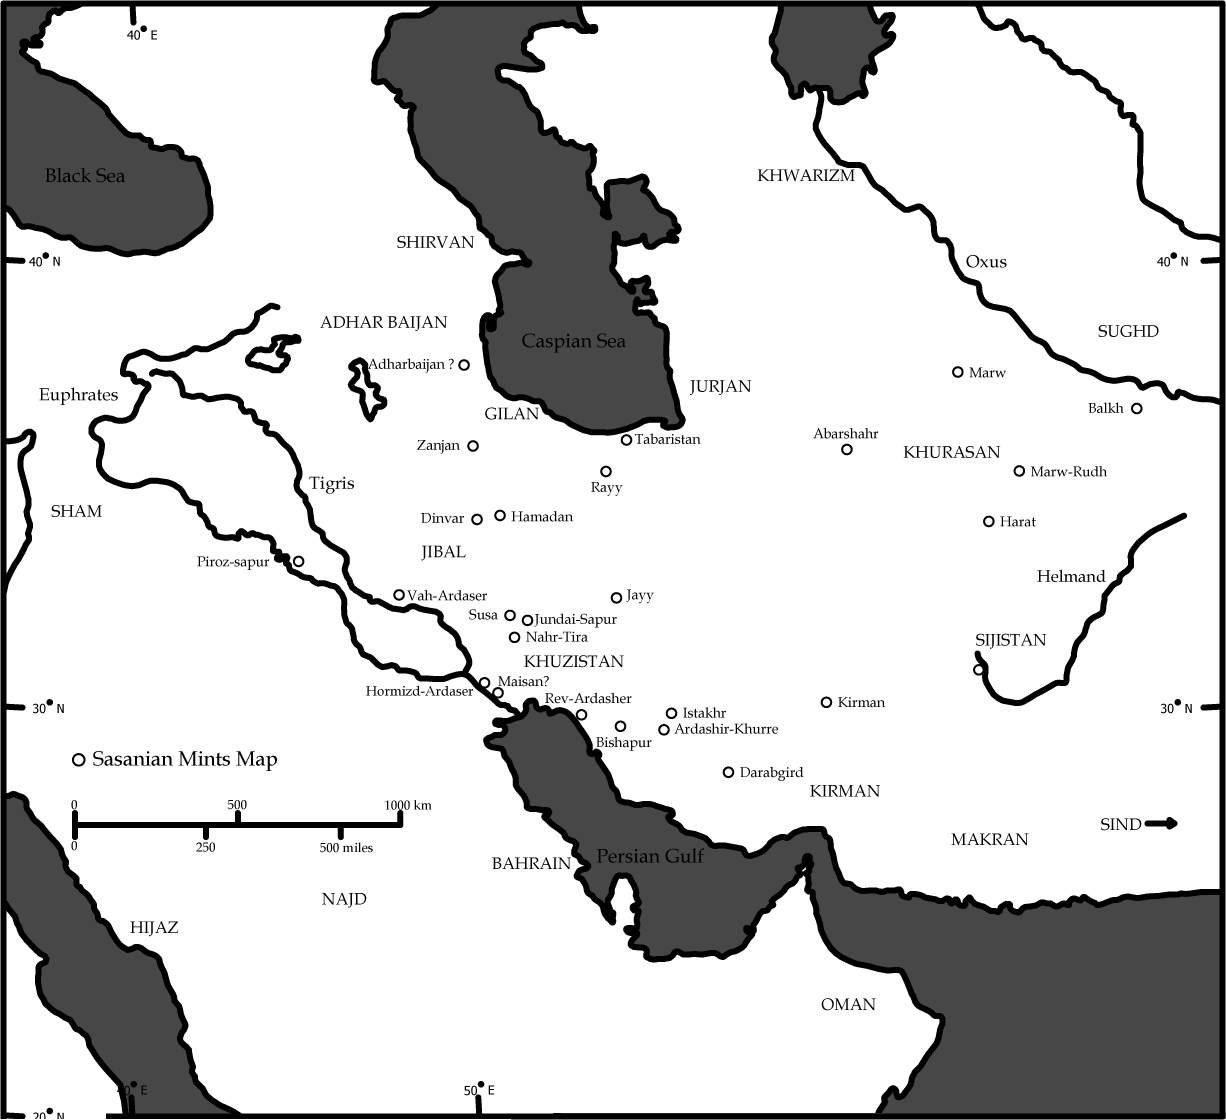 40° E
Black Sea
KHWARIZM
SHIRVAN
40° N
Oxus
40° N
ADHAR BAIJAN
SUGHD
Caspian Sea
Adharbaijan ?
Marw
JURJAN
Euphrates
Balkh
GILAN
Abarshahr
Tabaristan
Zanjan
KHURASAN
Marw-Rudh
Tigris
Rayy
SHAM
Dinvar
Hamadan
Harat
JIBAL
Piroz-sapur
Helmand
Vah-Ardaser
Jayy
Susa
Jundai-Sapur
Nahr-Tira
SIJISTAN
KHUZISTAN
Maisan?
Hormizd-Ardaser
Rev-Ardasher
Kirman
30° N
30° N
Istakhr
Ardashir-Khurre
Bishapur
Sasanian Mints Map
Darabgird
KIRMAN
0 500 1000 km
0 250 500 miles
SIND
MAKRAN
BAHRAIN
Persian Gulf
NAJD
HIJAZ
OMAN
40° E
50° E
20° N